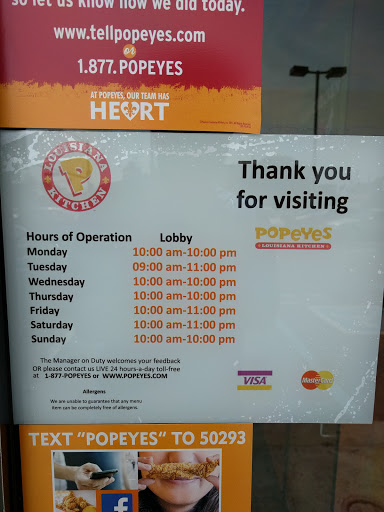 so let us know how we did today.
www.tellpopeyes.com
or
1.877.POPEYES
AT POPEYES, OUR TEAM HAS
HEART
LOUISIANA
P
KITCHEN
Thank you
for visiting
POPEYES
LOUISIANA KITCHEN
Hours of Operation Lobby
Monday 10:00 am-10:00 pm
Tuesday 09:00 am-11:00 pm
Wednesday 10:00 am-10:00 pm
Thursday 10:00 am-10:00 pm
Friday 10:00 am-11:00 pm
Saturday 10:00 am-11:00 pm
Sunday 10:00 am-10:00 pm
The Manager on Duty welcomes your feedback
OR please contact us LIVE 24 hours-a-day toll-free
at 1-877-POPEYES or WWW.POPEYES.COM
Allergens
We are unable to guarantee that any menu
item can be completely free of allergens.
VISA
MasterCard
TEXT "POPEYES" TO 50293
f